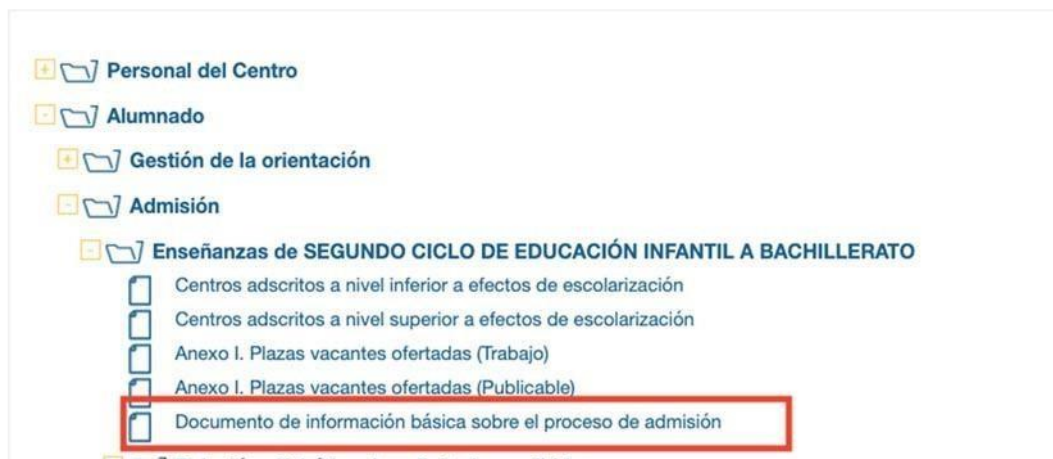 Personal del Centro
Alumnado
Gestión de la orientación
Admisión
Enseñanzas de SEGUNDO CICLO DE EDUCACIÓN INFANTIL A BACHILLERATO
Centros adscritos a nivel inferior a efectos de escolarización
Centros adscritos a nivel superior a efectos de escolarización
Anexo I. Plazas vacantes ofertadas (Trabajo)
Anexo I. Plazas vacantes ofertadas (Publicable)
Documento de información básica sobre el proceso de admisión